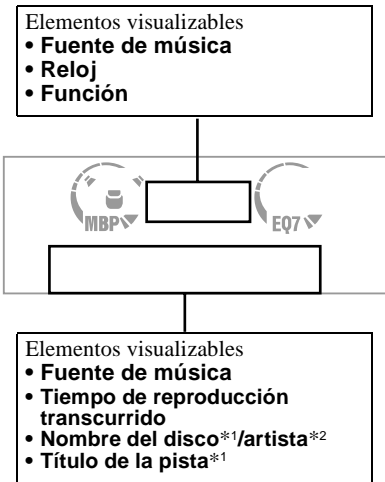 Elementos visualizables
• Fuente de música
• Reloj
• Función
MBP
EQ7
Elementos visualizables
• Fuente de música
• Tiempo de reproducción
transcurrido
• Nombre del disco*1/artista*2
• Título de la pista*1